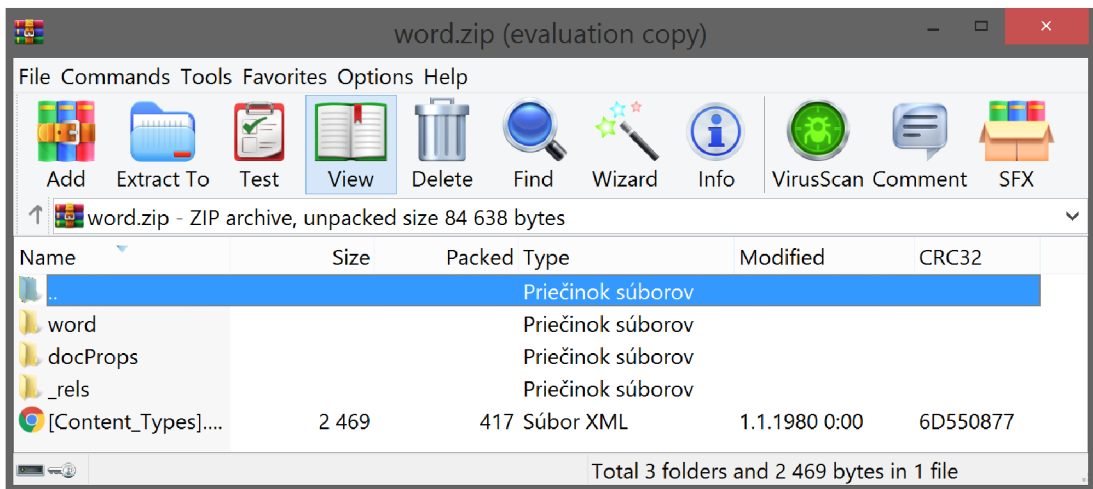 word.zip (evaluation copy)
File Commands Tools Favorites Options Help
Add Extract To Test View Delete Find Wizard Info VirusScan Comment SFX
word.zip - ZIP archive, unpacked size 84 638 bytes
Name Size Packed Type Modified CRC32
.. Priečinok súborov
word Priečinok súborov
docProps Priečinok súborov
_rels Priečinok súborov
[Content_Types].... 2 469 417 Súbor XML 1.1.1980 0:00 6D550877
Total 3 folders and 2 469 bytes in 1 file